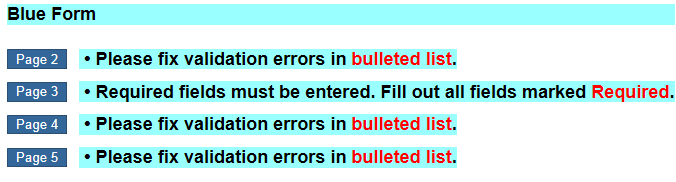 Blue Form
Page 2 • Please fix validation errors in bulleted list.
Page 3 • Required fields must be entered. Fill out all fields marked Required.
Page 4 • Please fix validation errors in bulleted list.
Page 5 • Please fix validation errors in bulleted list.